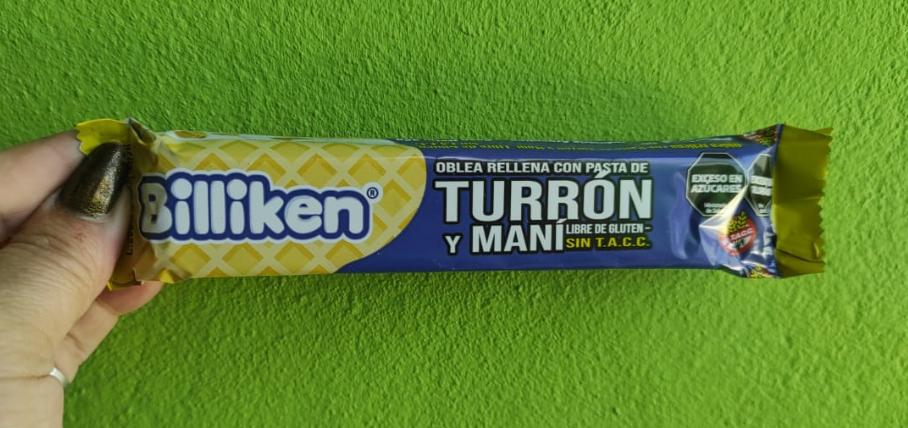 Billiken®
OBLEA RELLENA CON PASTA DE
TURRÓN
Y MANÍ
LIBRE DE GLUTEN-
SIN T.A.C.C.
EXCESO EN
AZÚCARES